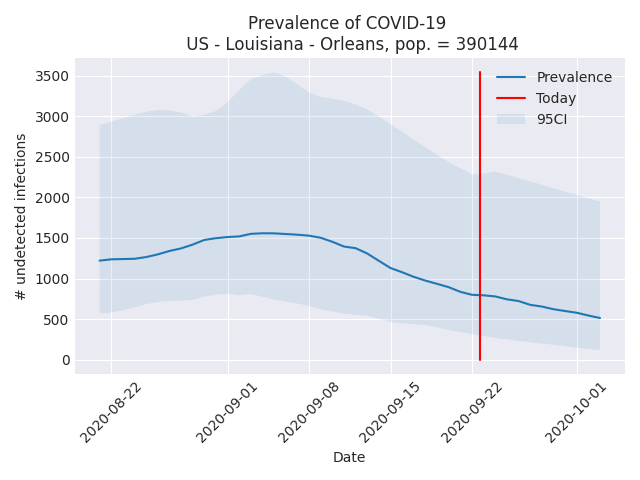 Prevalence of COVID-19
US - Louisiana - Orleans, pop. = 390144
Prevalence
Today
95CI
3500
3000
2500
2000
1500
1000
500
0
# undetected infections
2020-08-22
2020-09-01
2020-09-08
2020-09-15
2020-09-22
2020-10-01
Date